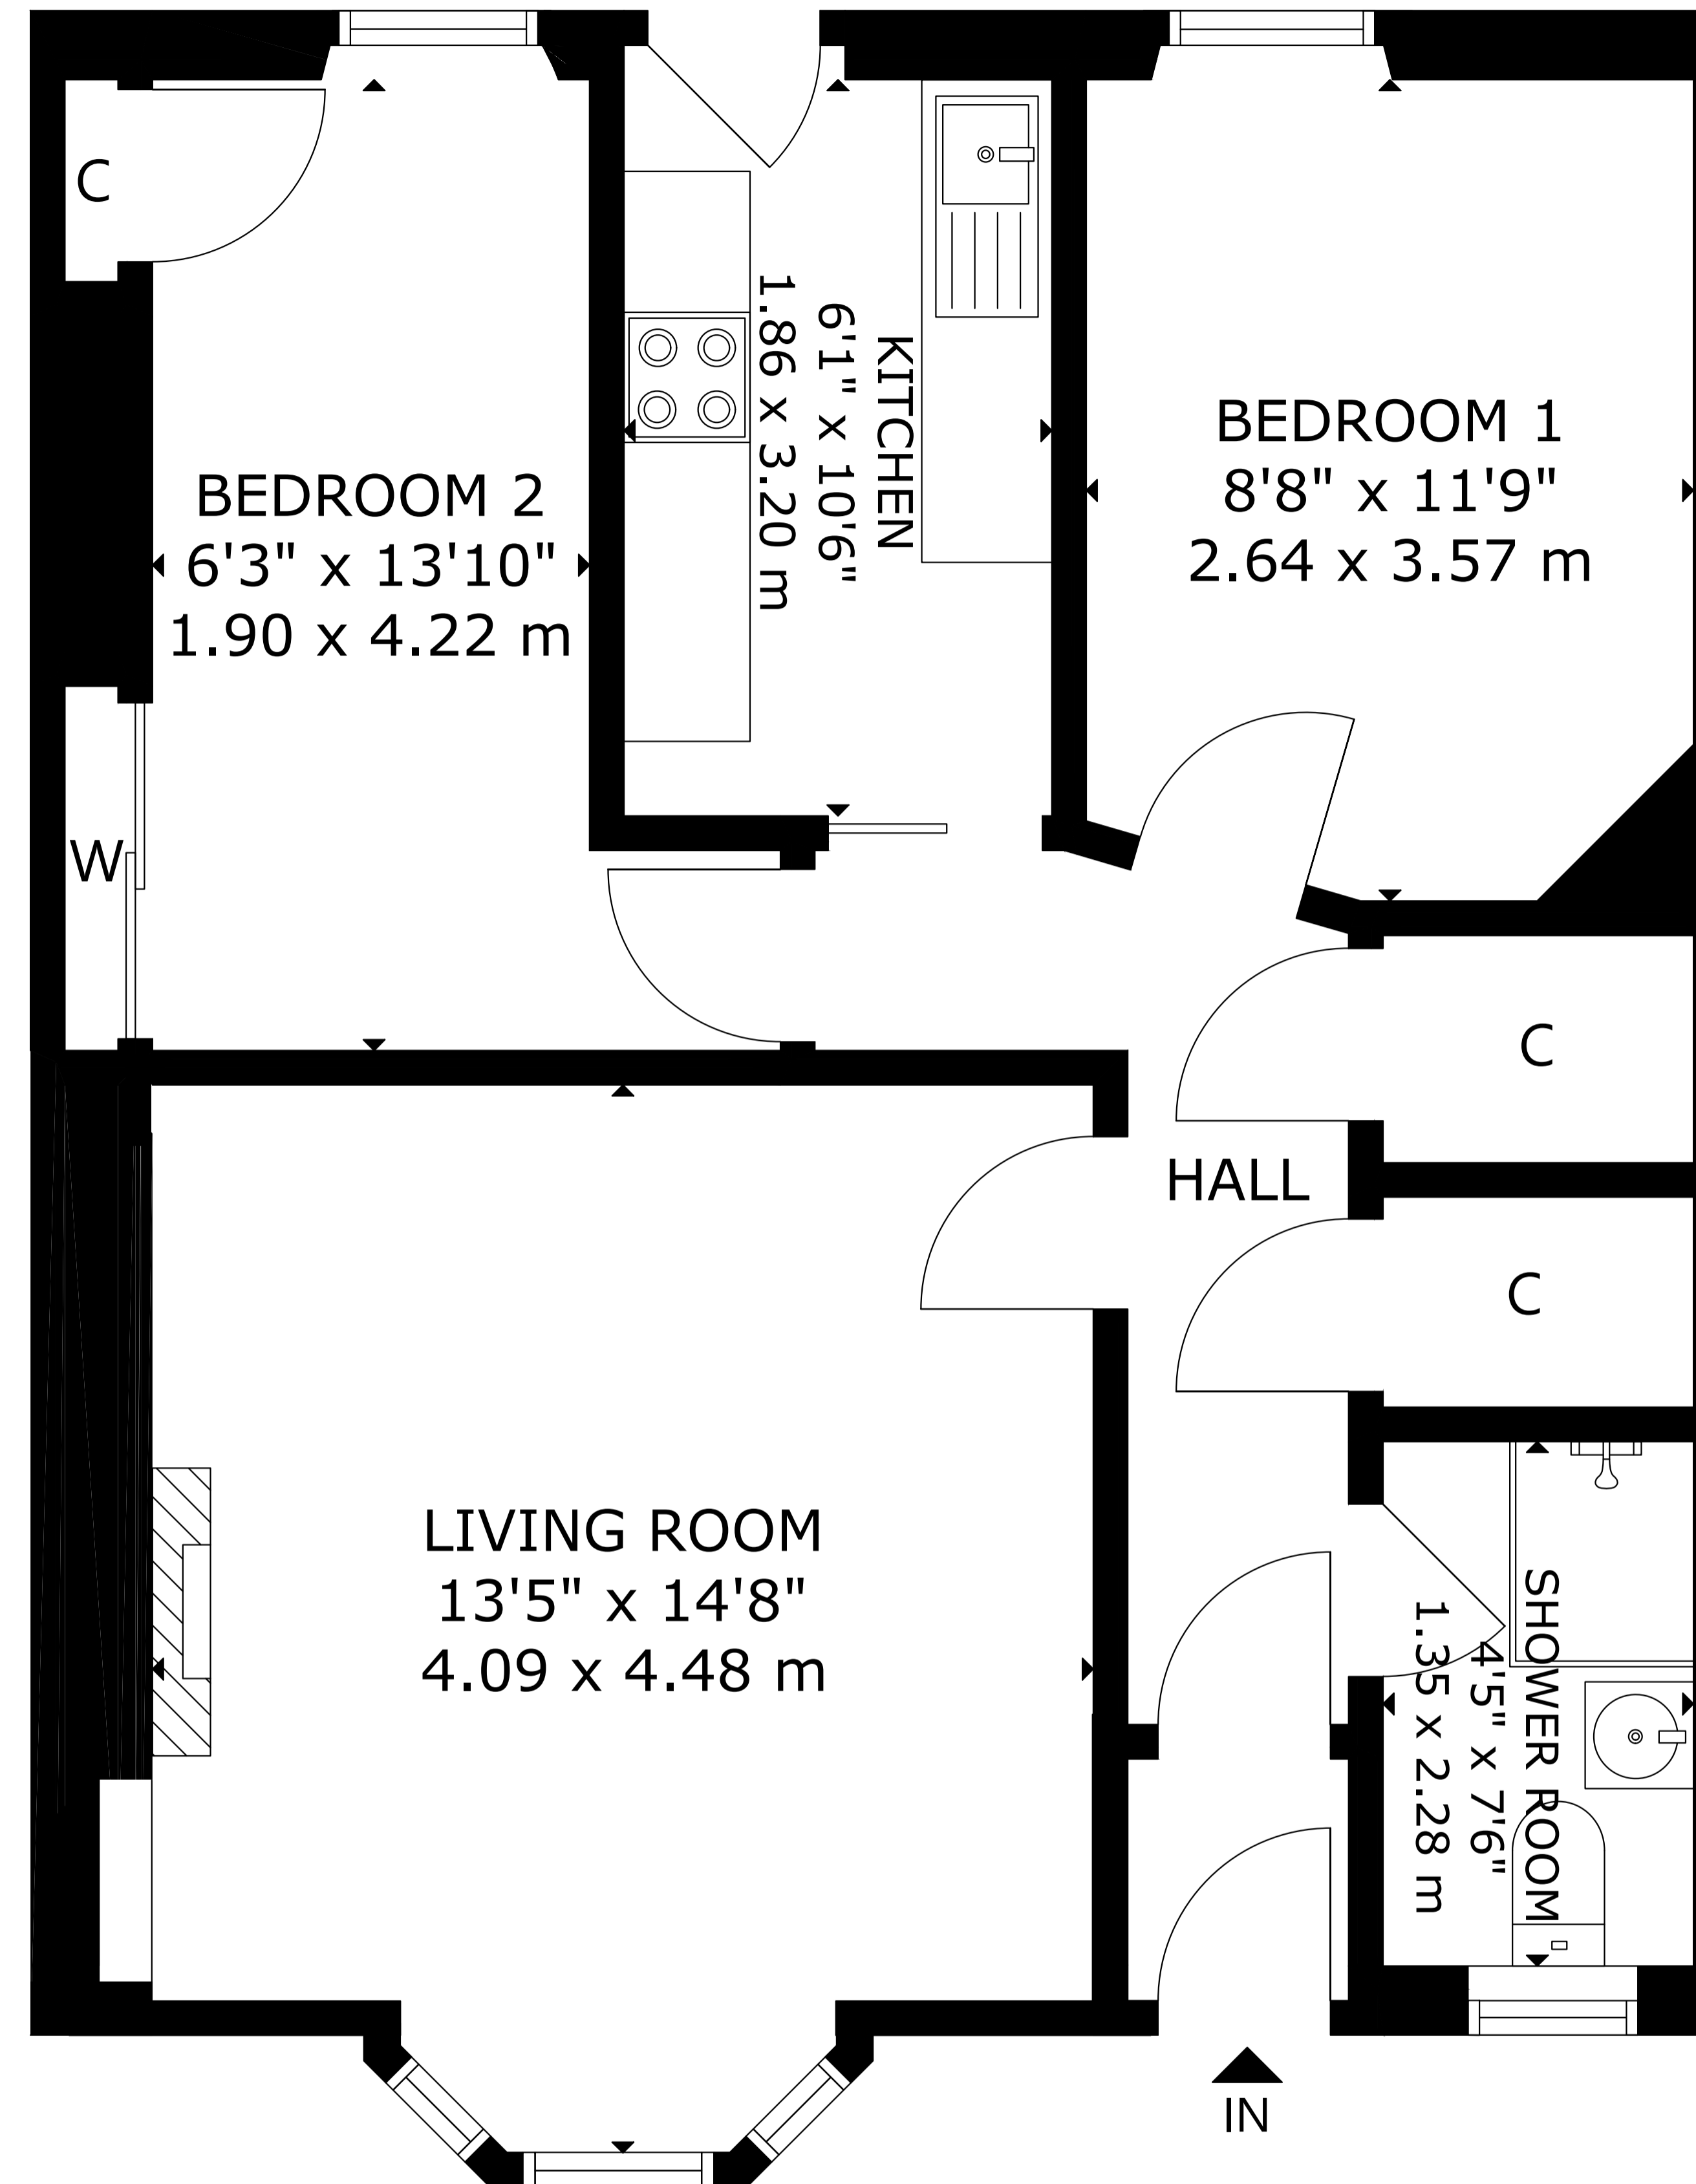 C
BEDROOM 2
6'3" x 13'10"
1.90 x 4.22 m
W
KITCHEN
6'1" x 10'6"
1.86 x 3.20 m
BEDROOM 1
8'8" x 11'9"
2.64 x 3.57 m
C
HALL
C
LIVING ROOM
13'5" x 14'8"
4.09 x 4.48 m
SHOWER ROOM
4'5" x 7'6"
1.35 x 2.28 m
IN